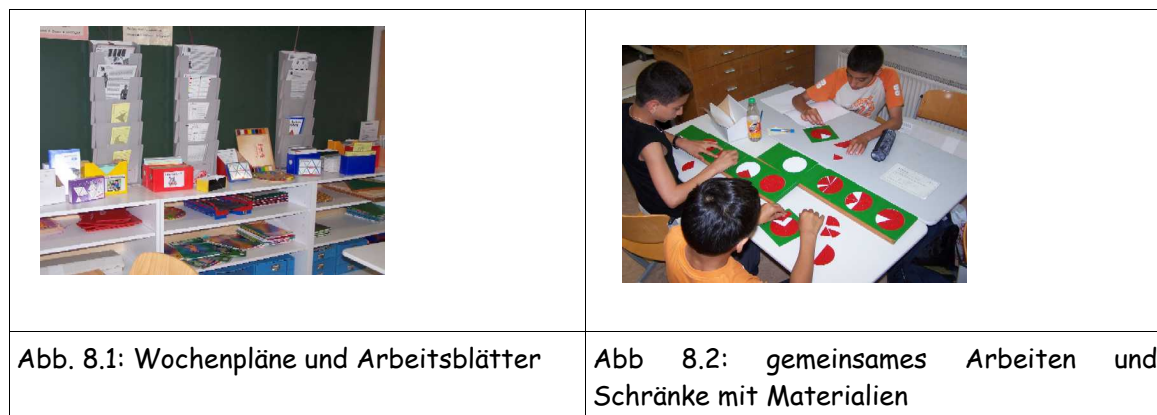 Abb. 8.1: Wochenpläne und Arbeitsblätter
Abb 8.2: gemeinsames Arbeiten und
Schränke mit Materialien